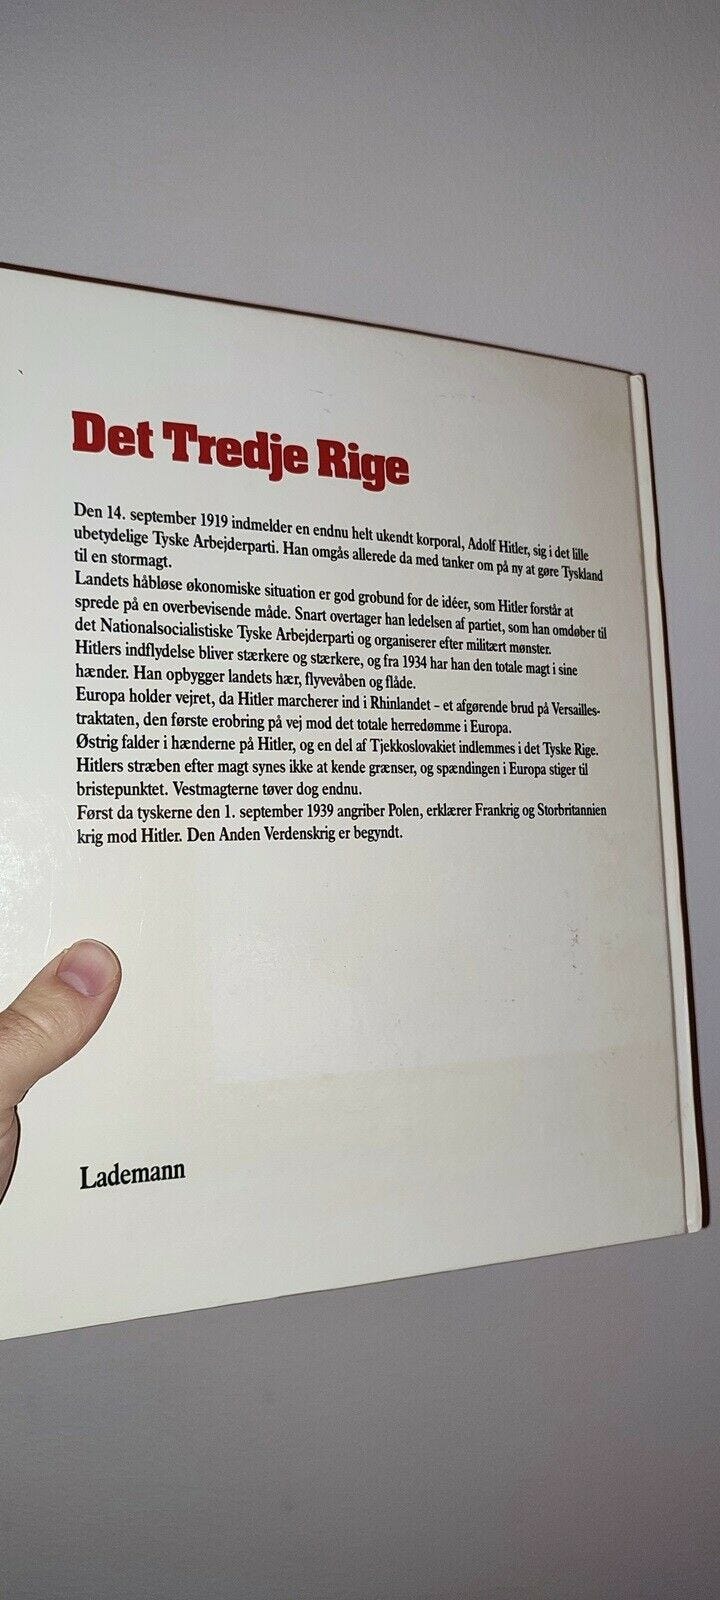 Det Tredje Rige
Den 14. september 1919 indmelder en endnu helt ukendt korporal, Adolf Hitler, sig i det lille
ubetydelige Tyske Arbejderparti. Han omgås allerede da med tanker om på ny at gøre Tyskland
til en stormagt.
Landets håbløse økonomiske situation er god grobund for de idéer, som Hitler forstår at
sprede på en overbevisende måde. Snart overtager han ledelsen af partiet, som han omdøber til
det Nationalsocialistiske Tyske Arbejderparti og organiserer efter militært mønster.
Hitlers indflydelse bliver stærkere og stærkere, og fra 1934 har han den totale magt i sine
hænder. Han opbygger landets hær, flyvevåben og flåde.
Europa holder vejret, da Hitler marcherer ind i Rhinlandet – et afgørende brud på Versailles-
traktaten, den første erobring på vej mod det totale herredømme i Europa.
Østrig falder i hænderne på Hitler, og en del af Tjekkoslovakiet indlemmes i det Tyske Rige.
Hitlers stræben efter magt synes ikke at kende grænser, og spændingen i Europa stiger til
bristepunktet. Vestmagterne tøver dog endnu.
Først da tyskerne den 1. september 1939 angriber Polen, erklærer Frankrig og Storbritannien
krig mod Hitler. Den Anden Verdenskrig er begyndt.
Lademann